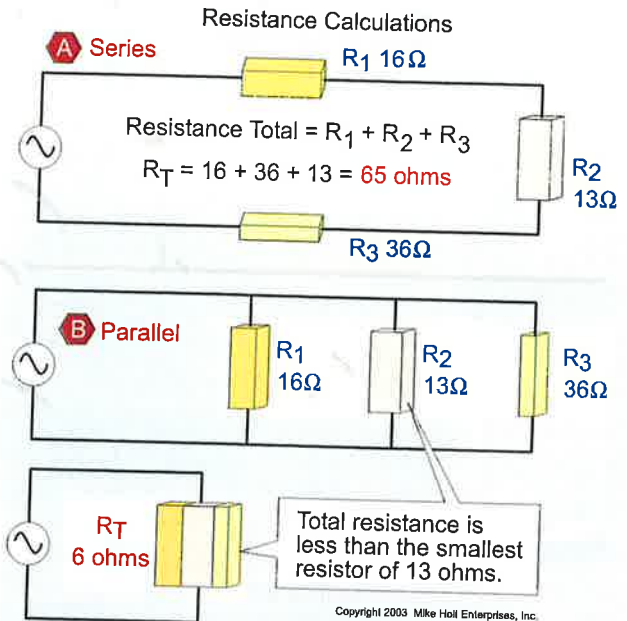 Resistance Calculations
A Series
R1 16Ω
Resistance Total = R1 + R2 + R3
RT = 16 + 36 + 13 = 65 ohms
R2
13Ω
R3 36Ω
B Parallel
R1
16Ω
R2
13Ω
R3
36Ω
RT
6 ohms
Total resistance is
less than the smallest
resistor of 13 ohms.
Copyright 2003 Mike Holt Enterprises, Inc.